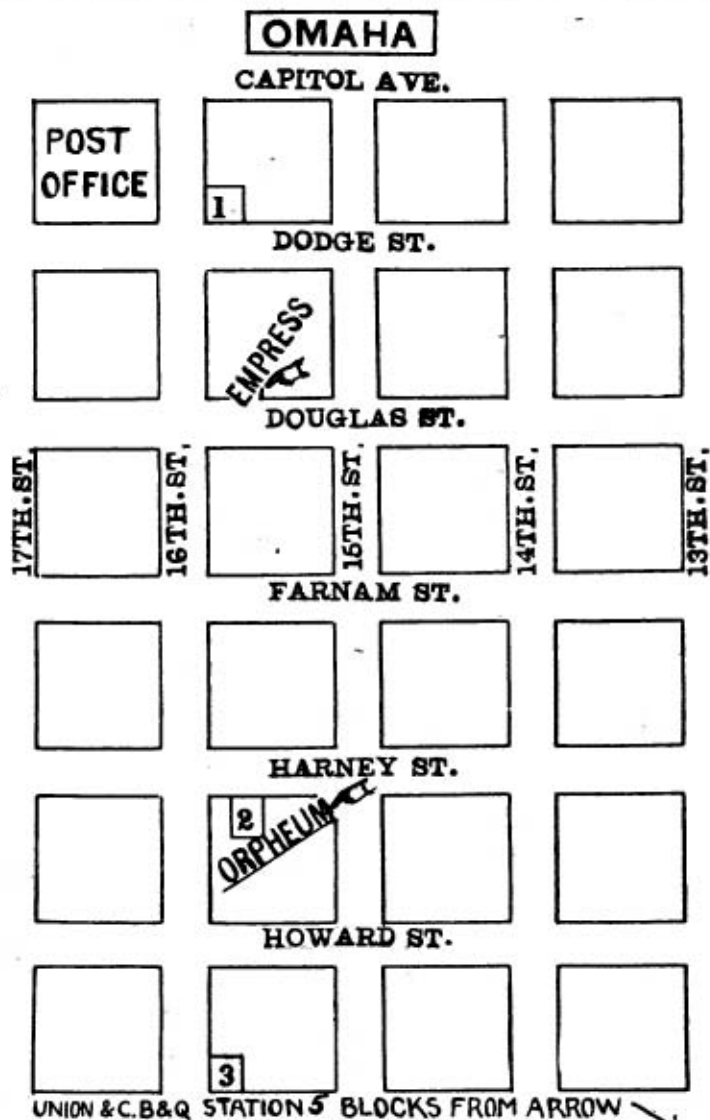 OMAHA
CAPITOL AVE.
POST
OFFICE
1
DODGE ST.
EMPRESS
DOUGLAS ST.
17TH.ST.
16TH.ST.
15TH.ST.
14TH.ST.
13TH.ST.
FARNAM ST.
HARNEY ST.
2
ORPHEUM
HOWARD ST.
3
UNION & C.B&Q STATION 5 BLOCKS FROM ARROW